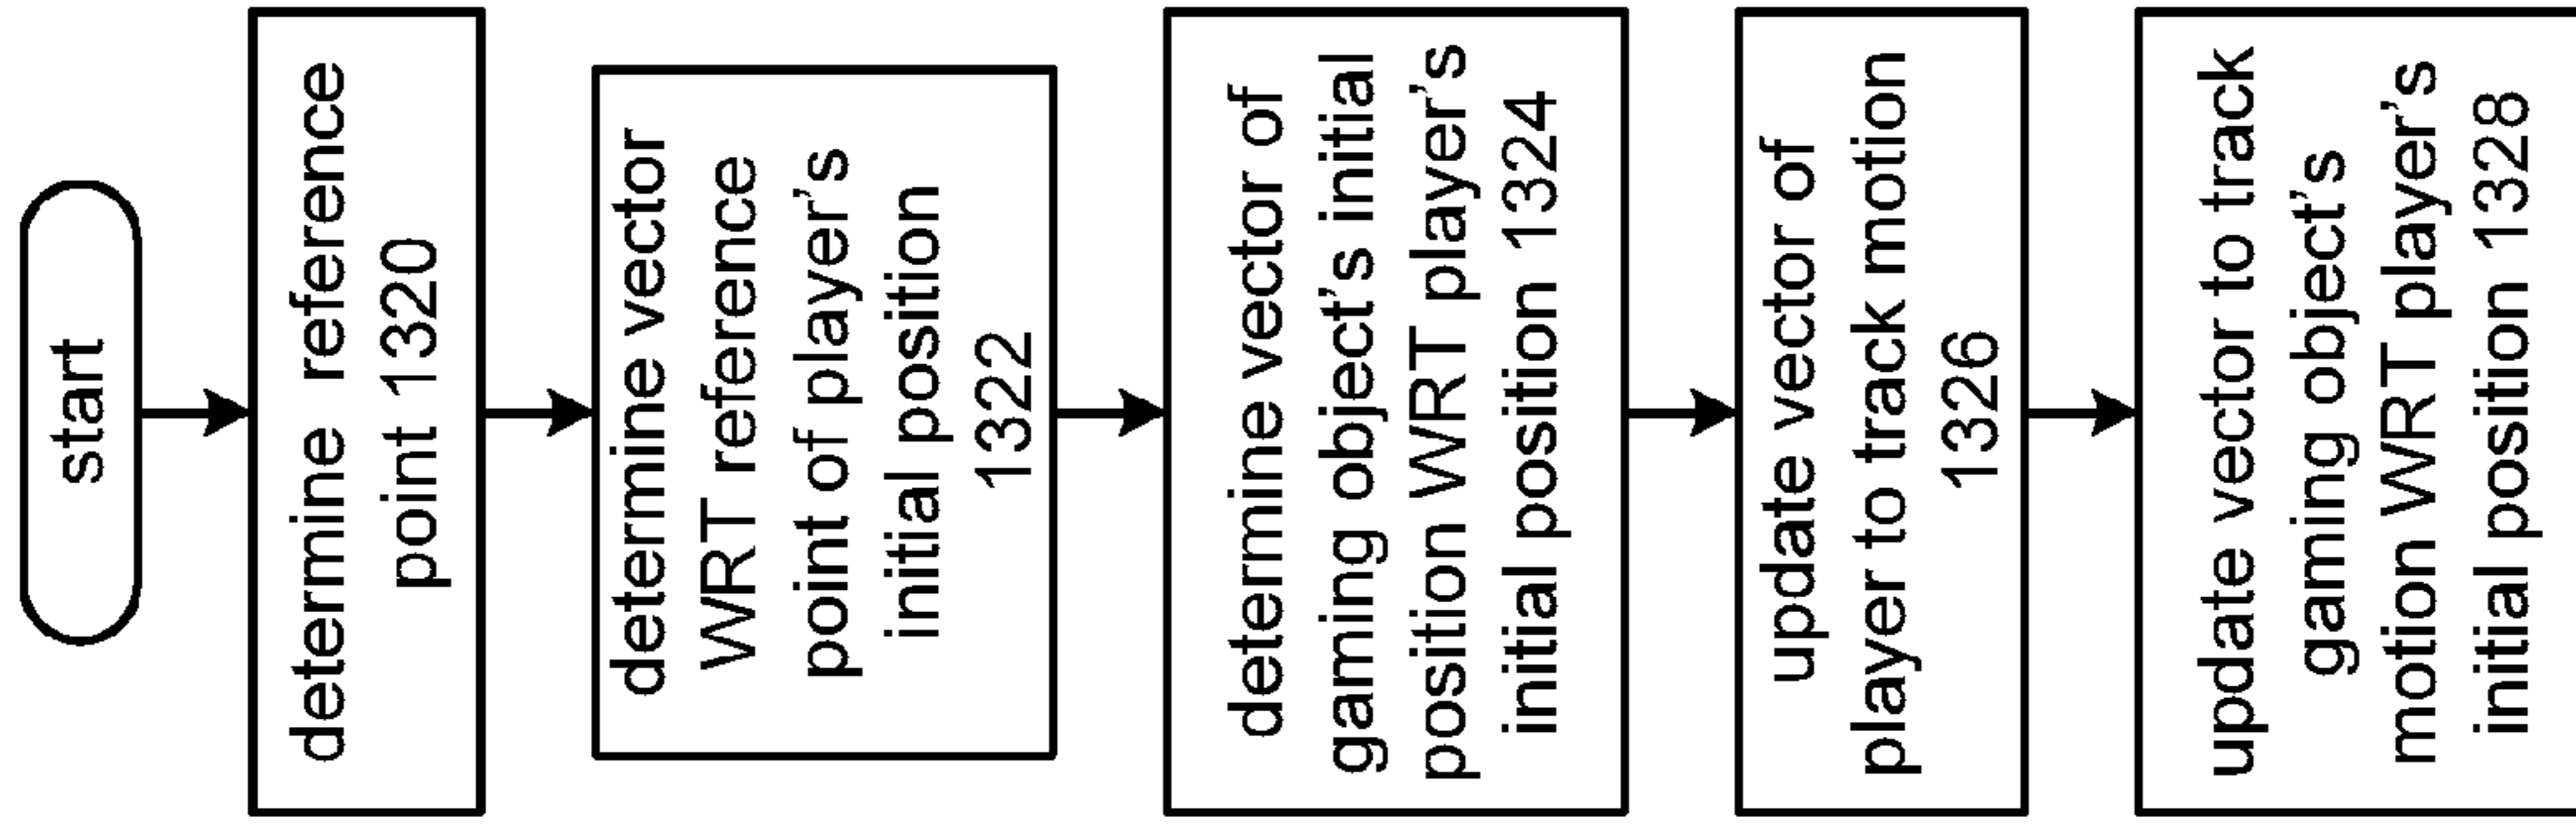 start
determine reference
point 1320
determine vector
WRT reference
point of player's
initial position
1322
determine vector of
gaming object's initial
position WRT player's
initial position 1324
update vector of
player to track motion
1326
update vector to track
gaming object's
motion WRT player's
initial position 1328